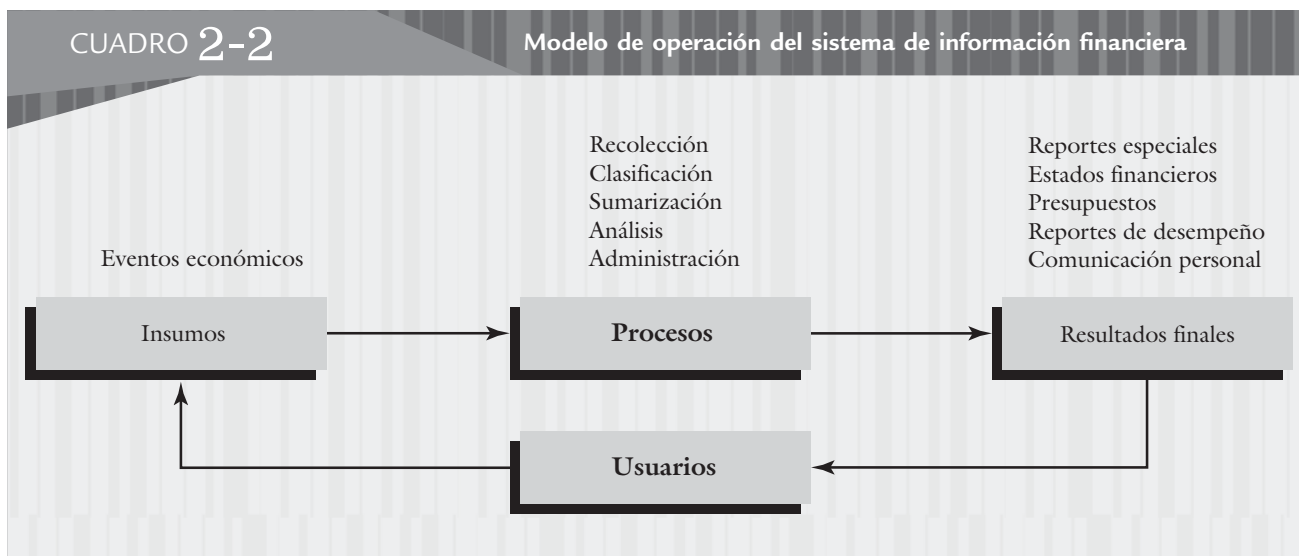 CUADRO 2-2
Modelo de operación del sistema de información financiera
Eventos económicos
Insumos
Recolección
Clasificación
Sumarización
Análisis
Administración
Procesos
Reportes especiales
Estados financieros
Presupuestos
Reportes de desempeño
Comunicación personal
Resultados finales
Usuarios